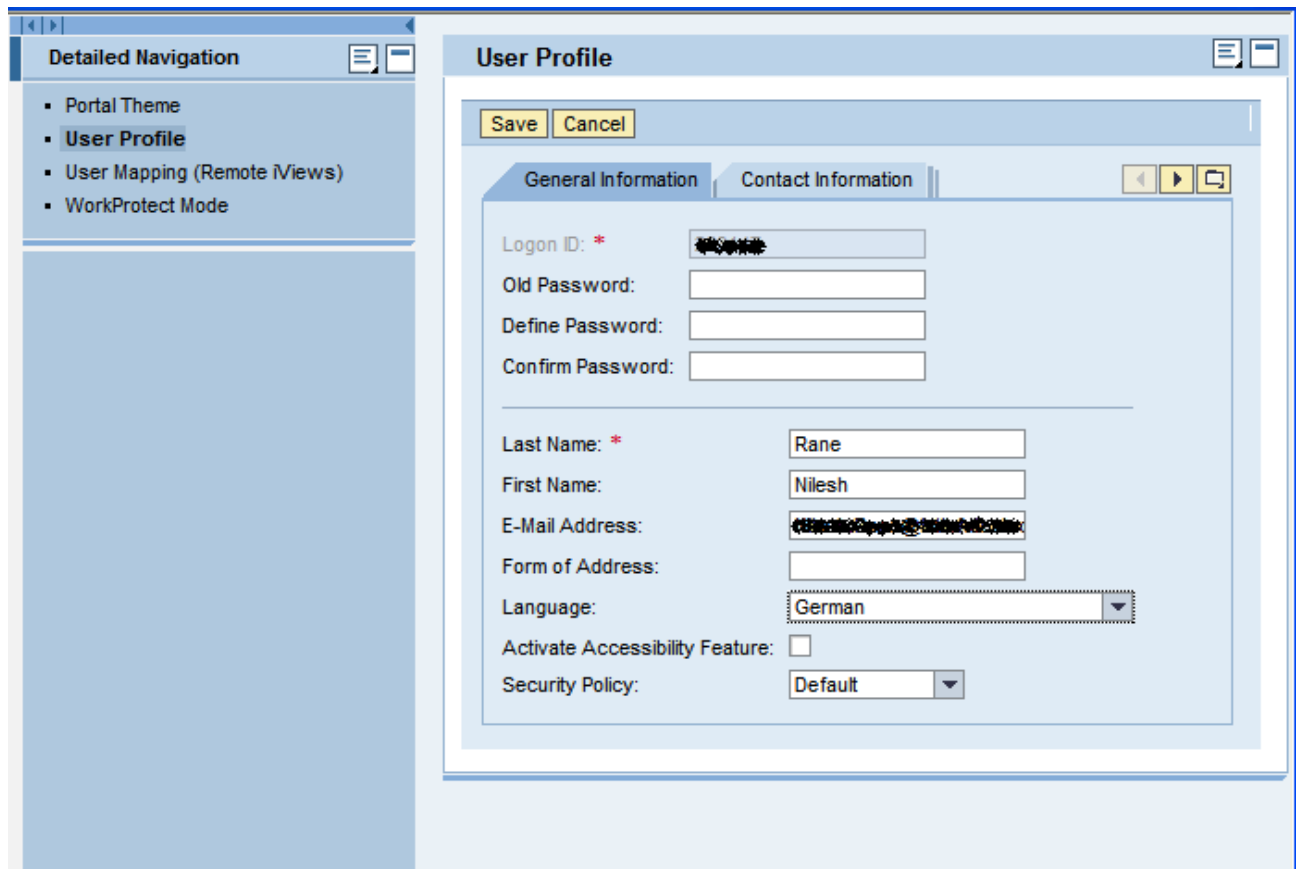 Detailed Navigation
Portal Theme
User Profile
User Mapping (Remote iViews)
WorkProtect Mode
User Profile
Save Cancel
General Information Contact Information
Logon ID: *
Old Password:
Define Password:
Confirm Password:
Last Name: * Rane
First Name: Nilesh
E-Mail Address:
Form of Address:
Language: German
Activate Accessibility Feature:
Security Policy: Default